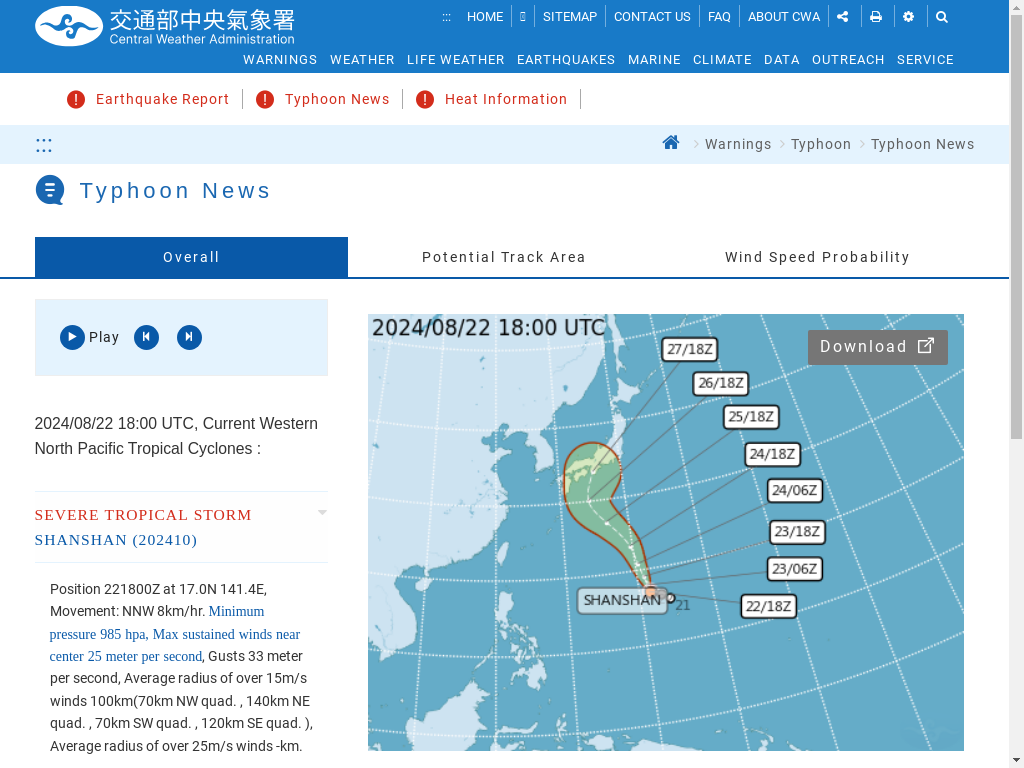 交通部中央氣象署
Central Weather Administration
::: HOME SITEMAP CONTACT US FAQ ABOUT CWA
WARNINGS WEATHER LIFE WEATHER EARTHQUAKES MARINE CLIMATE DATA OUTREACH SERVICE
Earthquake Report Typhoon News Heat Information
::: Warnings Typhoon Typhoon News
Typhoon News
Overall Potential Track Area Wind Speed Probability
Play
2024/08/22 18:00 UTC, Current Western
North Pacific Tropical Cyclones :
SEVERE TROPICAL STORM
SHANSHAN (202410)
Position 221800Z at 17.0N 141.4E,
Movement: NNW 8km/hr. Minimum
pressure 985 hpa, Max sustained winds near
center 25 meter per second, Gusts 33 meter
per second, Average radius of over 15m/s
winds 100km(70km NW quad. , 140km NE
quad. , 70km SW quad. , 120km SE quad. ),
Average radius of over 25m/s winds -km.
2024/08/22 18:00 UTC
Download
27/18Z
26/18Z
25/18Z
24/18Z
24/06Z
23/18Z
23/06Z
22/18Z
SHANSHAN
21